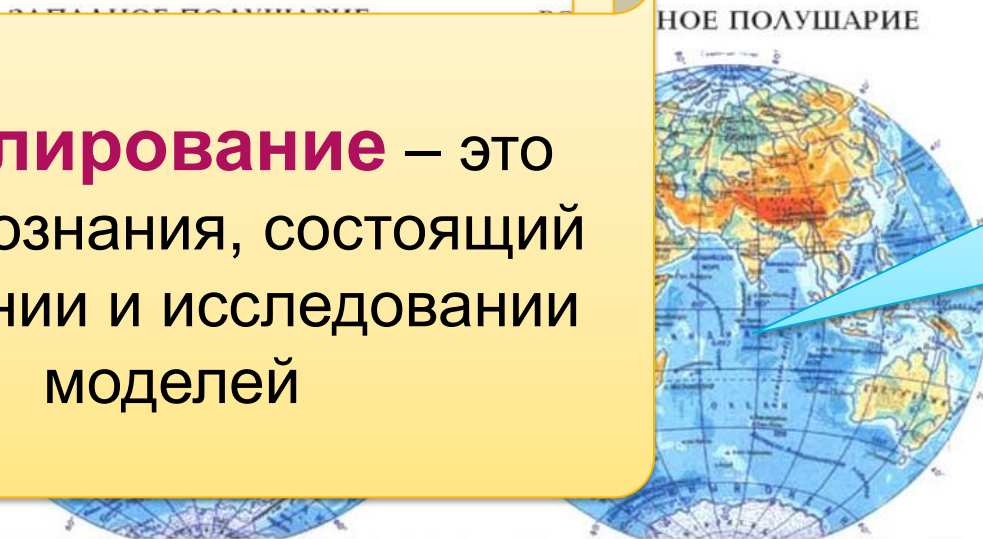 НОЕ ПОЛУШАРИЕ
лирование – это
ознания, состоящий
нии и исследовании
моделей